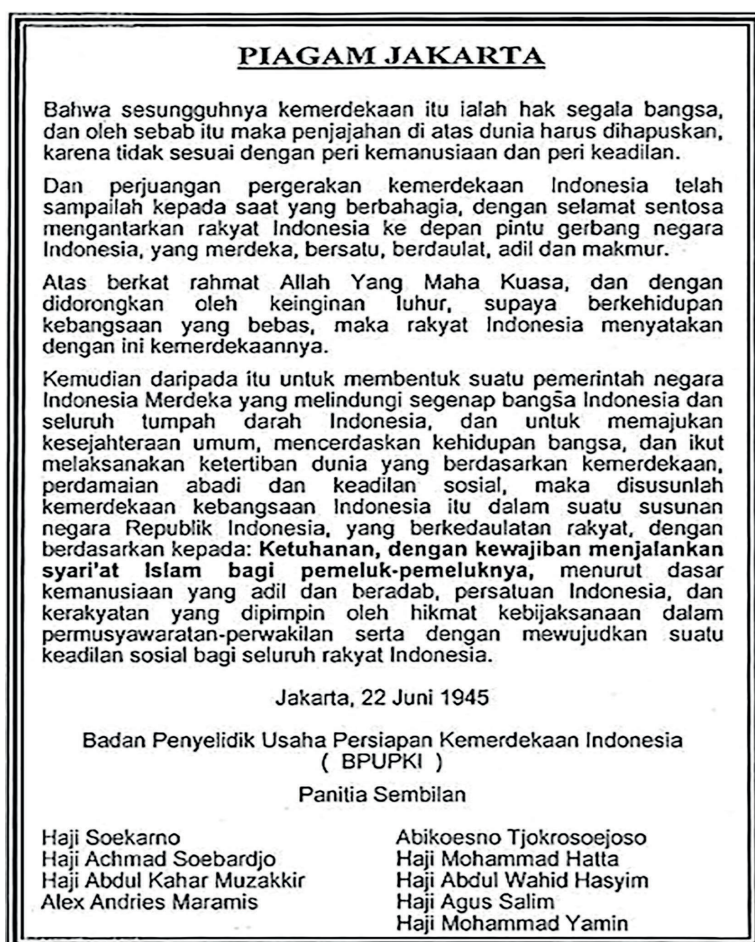 PIAGAM JAKARTA
Bahwa sesungguhnya kemerdekaan itu ialah hak segala bangsa,
dan oleh sebab itu maka penjajahan di atas dunia harus dihapuskan,
karena tidak sesuai dengan peri kemanusiaan dan peri keadilan.
Dan perjuangan pergerakan kemerdekaan Indonesia telah
sampailah kepada saat yang berbahagia, dengan selamat sentosa
mengantarkan rakyat Indonesia ke depan pintu gerbang negara
Indonesia, yang merdeka, bersatu, berdaulat, adil dan makmur.
Atas berkat rahmat Allah Yang Maha Kuasa, dan dengan
didorongkan oleh keinginan luhur, supaya berkehidupan
kebangsaan yang bebas, maka rakyat Indonesia menyatakan
dengan ini kemerdekaannya.
Kemudian daripada itu untuk membentuk suatu pemerintah negara
Indonesia Merdeka yang melindungi segenap bangsa Indonesia dan
seluruh tumpah darah Indonesia, dan untuk memajukan
kesejahteraan umum, mencerdaskan kehidupan bangsa, dan ikut
melaksanakan ketertiban dunia yang berdasarkan kemerdekaan,
perdamaian abadi dan keadilan sosial, maka disusunlah
kemerdekaan kebangsaan Indonesia itu dalam suatu susunan
negara Republik Indonesia, yang berkedaulatan rakyat, dengan
berdasarkan kepada: Ketuhanan, dengan kewajiban menjalankan
syari'at Islam bagi pemeluk-pemeluknya, menurut dasar
kemanusiaan yang adil dan beradab, persatuan Indonesia, dan
kerakyatan yang dipimpin oleh hikmat kebijaksanaan dalam
permusyawaratan-perwakilan serta dengan mewujudkan suatu
keadilan sosial bagi seluruh rakyat Indonesia.
Jakarta, 22 Juni 1945
Badan Penyelidik Usaha Persiapan Kemerdekaan Indonesia
( BPUPKI )
Panitia Sembilan
Haji Soekarno
Haji Achmad Soebardjo
Haji Abdul Kahar Muzakkir
Alex Andries Maramis
Abikoesno Tjokrosoejoso
Haji Mohammad Hatta
Haji Abdul Wahid Hasyim
Haji Agus Salim
Haji Mohammad Yamin